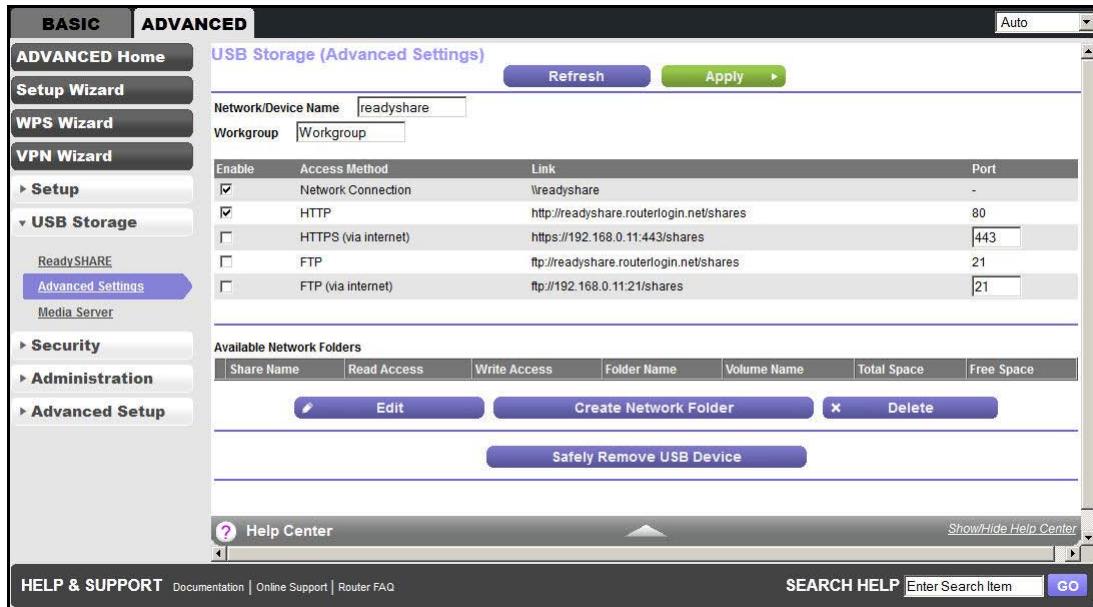 BASIC ADVANCED Auto
ADVANCED Home
Setup Wizard
WPS Wizard
VPN Wizard
Setup
USB Storage
ReadySHARE
Advanced Settings
Media Server
Security
Administration
Advanced Setup
USB Storage (Advanced Settings)
Refresh Apply
Network/Device Name readyshare
Workgroup Workgroup
Enable Access Method Link Port
Network Connection \\readyshare -
HTTP http://readyshare.routerlogin.net/shares 80
HTTPS (via internet) https://192.168.0.11:443/shares 443
FTP ftp://readyshare.routerlogin.net/shares 21
FTP (via internet) ftp://192.168.0.11:21/shares 21
Available Network Folders
Share Name Read Access Write Access Folder Name Volume Name Total Space Free Space
Edit Create Network Folder Delete
Safely Remove USB Device
? Help Center Show/Hide Help Center
HELP & SUPPORT Documentation | Online Support | Router FAQ SEARCH HELP Enter Search Item GO